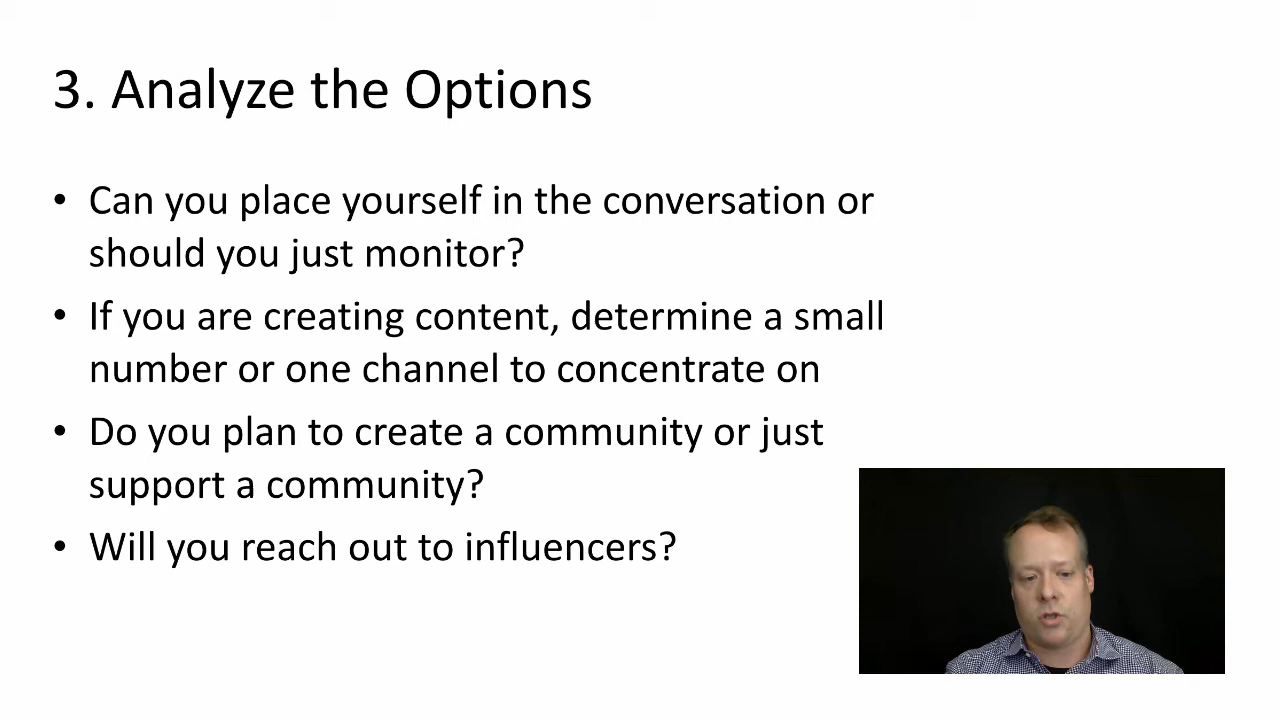 3. Analyze the Options
• Can you place yourself in the conversation or
should you just monitor?
• If you are creating content, determine a small
number or one channel to concentrate on
• Do you plan to create a community or just
support a community?
• Will you reach out to influencers?